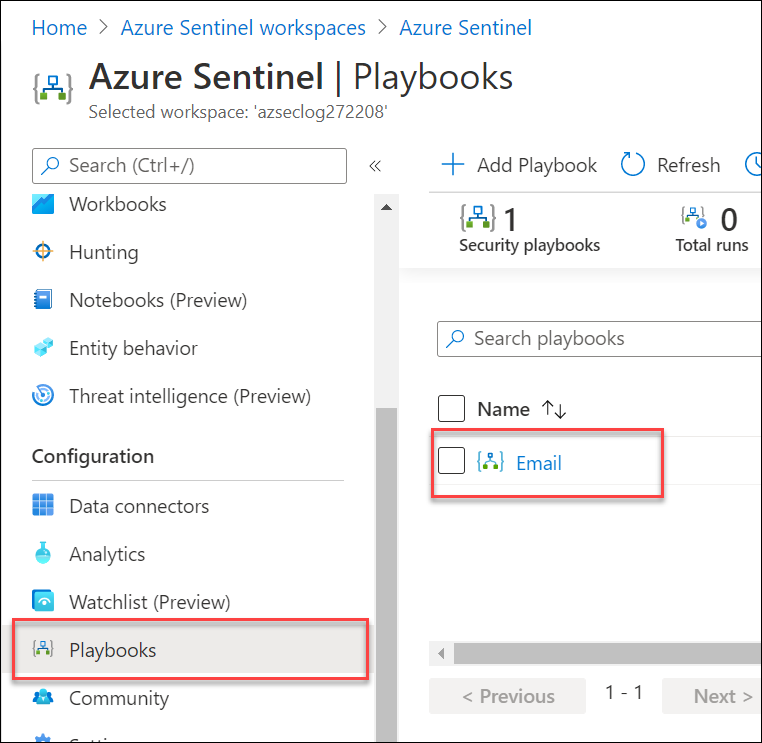 Home > Azure Sentinel workspaces > Azure Sentinel
Azure Sentinel | Playbooks
Selected workspace: 'azseclog272208'
Search (Ctrl+/)
«
Workbooks
Hunting
Notebooks (Preview)
Entity behavior
Threat intelligence (Preview)
Configuration
Data connectors
Analytics
Watchlist (Preview)
Playbooks
Community
Add Playbook
Refresh
1
Security playbooks
0
Total runs
Search playbooks
Name
Email
< Previous
1 - 1
Next >